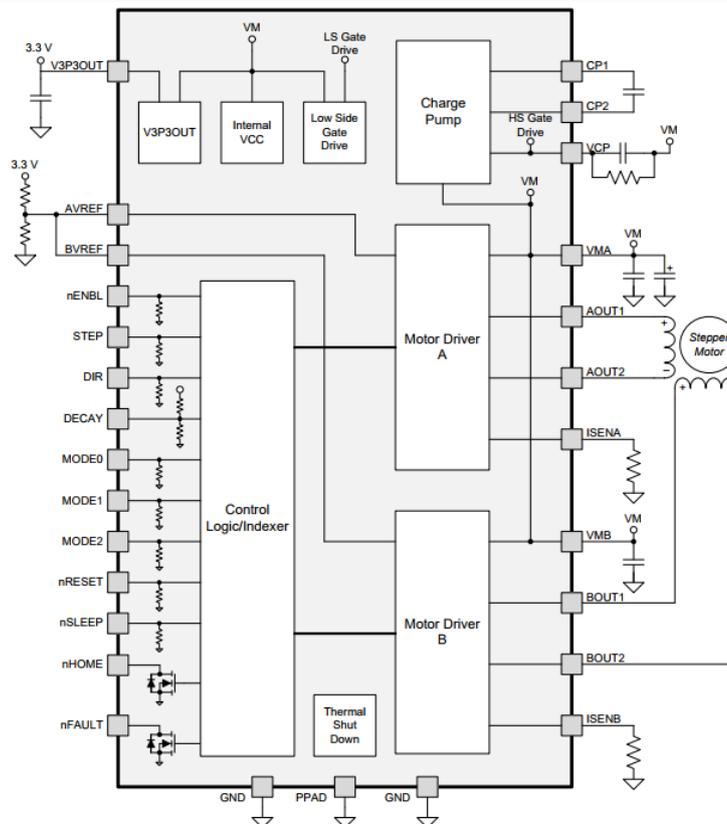 3.3 V
V3P3OUT
VM
LS Gate
Drive
V3P3OUT
Internal
VCC
Low Side
Gate
Drive
Charge
Pump
CP1
CP2
HS Gate
Drive
VCP
VM
VM
3.3 V
AVREF
BVREF
VMA
VM
nENBL
STEP
DIR
DECAY
MODE0
MODE1
MODE2
nRESET
nSLEEP
nHOME
nFAULT
Control
Logic/Indexer
Motor Driver
A
AOUT1
+
AOUT2
–
Stepper
Motor
+
+
ISENA
Motor Driver
B
VM
VMB
BOUT1
BOUT2
ISENB
Thermal
Shut
Down
GND
PPAD
GND